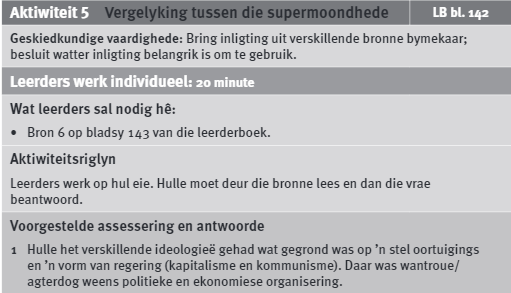 Aktiwiteit 5 Vergelyking tussen die supermoondhede LB bl. 142
Geskiedkundige vaardighede: Bring inligting uit verskillende bronne bymekaar;
besluit watter inligting belangrik is om te gebruik.
Leerders werk individueel: 20 minute
Wat leerders sal nodig hê:
• Bron 6 op bladsy 143 van die leerderboek.
Aktiwiteitsriglyn
Leerders werk op hul eie. Hulle moet deur die bronne lees en dan die vrae
beantwoord.
Voorgestelde assessering en antwoorde
1 Hulle het verskillende ideologieë gehad wat gegrond was op ’n stel oortuigings
en ’n vorm van regering (kapitalisme en kommunisme). Daar was wantroue/
agterdog weens politieke en ekonomiese organisering.